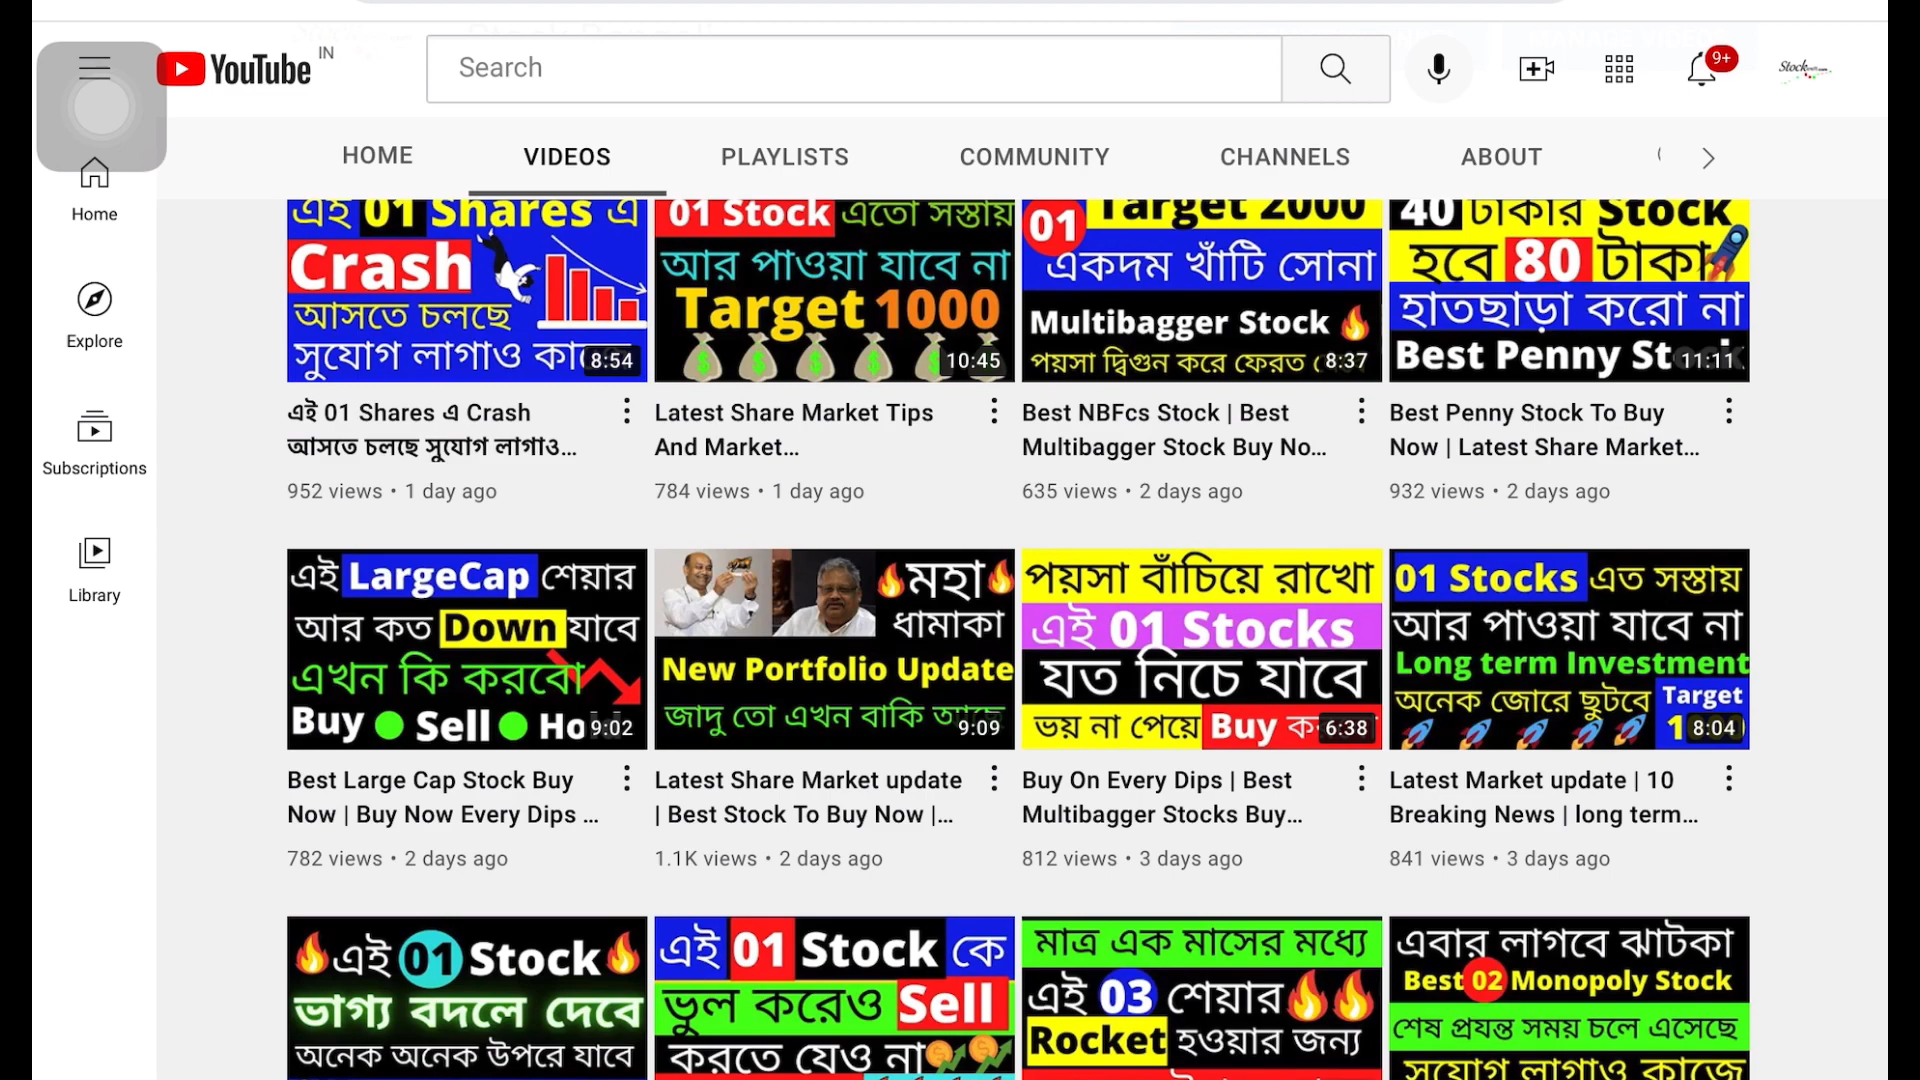 YouTube IN
Search
9+
HOME
VIDEOS
PLAYLISTS
COMMUNITY
CHANNELS
ABOUT
Home
Explore
Subscriptions
Library
এই 01 Shares এ
Crash
আসতে চলছে
সুযোগ লাগাও
8:54
এই 01 Shares এ Crash
আসতে চলছে সুযোগ লাগাও...
952 views • 1 day ago
01 Stock এতো সস্তায়
আর পাওয়া যাবে না
Target 1000
10:45
Latest Share Market Tips
And Market...
784 views • 1 day ago
01 Target 2000
একদম খাঁটি সোনা
Multibagger Stock
পয়সা দ্বিগুন করে ফেরত
8:37
Best NBFcs Stock | Best
Multibagger Stock Buy No...
635 views • 2 days ago
40 টাকার Stock
হবে 80 টাকা
হাতছাড়া করো না
Best Penny
11:11
Best Penny Stock To Buy
Now | Latest Share Market...
932 views • 2 days ago
এই LargeCap শেয়ার
আর কত Down যাবে
এখন কি করবো
Buy Sell
9:02
Best Large Cap Stock Buy
Now | Buy Now Every Dips ...
782 views • 2 days ago
মহা
ধামাকা
New Portfolio Update
জাদু তো এখন বাকি আছে
9:09
Latest Share Market update
| Best Stock To Buy Now |...
1.1K views • 2 days ago
পয়সা বাঁচিয়ে রাখো
এই 01 Stocks
যত নিচে যাবে
ভয় না পেয়ে Buy
6:38
Buy On Every Dips | Best
Multibagger Stocks Buy...
812 views • 3 days ago
01 Stocks এত সস্তায়
আর পাওয়া যাবে না
Long term Investment
অনেক জোরে ছুটবে
Target
8:04
Latest Market update | 10
Breaking News | long term...
841 views • 3 days ago
এই 01 Stock
ভাগ্য বদলে দেবে
অনেক অনেক উপরে যাবে
এই 01 Stock কে
ভুল করেও Sell
করতে যেও না
মাত্র এক মাসের মধ্যে
এই 03 শেয়ার
Rocket হওয়ার জন্য
এবার লাগবে ঝাটকা
Best 02 Monopoly Stock
শেষ প্রযন্ত সময় চলে এসেছে
সুযোগ লাগাও কাজে